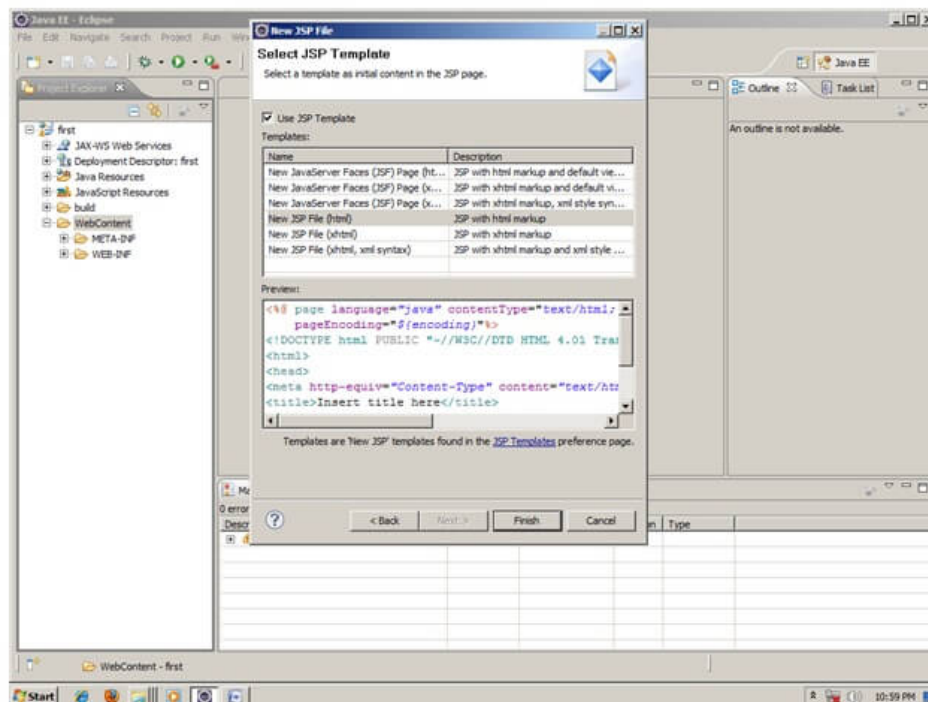 Java EE - Eclipse
File Edit Navigate Search Project Run Win
New JSP File
Select JSP Template
Select a template as initial content in the JSP page.
Java EE
Project Explorer
Outline
Task List
An outline is not available.
first
JAX-WS Web Services
Deployment Descriptor: first
Java Resources
JavaScript Resources
build
WebContent
META-INF
WEB-INF
Use JSP Template
Templates:
Name Description
New JavaServer Faces (JSF) Page (ht... JSP with html markup and default vie...
New JavaServer Faces (JSF) Page (x... JSP with xhtml markup and default vi...
New JavaServer Faces (JSF) Page (x... JSP with xhtml markup, xml style syn...
New JSP File (html) JSP with html markup
New JSP File (xhtml) JSP with xhtml markup
New JSP File (xhtml, xml syntax) JSP with xhtml markup and xml style ...
Preview:
<%@ page language="java" contentType="text/html;
pageEncoding="${encoding}"%>
<!DOCTYPE html PUBLIC "-//W3C//DTD HTML 4.01 Tran
<html>
<head>
<meta http-equiv="Content-Type" content="text/htm
<title>Insert title here</title>
Templates are 'New JSP' templates found in the JSP Templates preference page.
Ma
0 error
Descr
on Type
? < Back Next > Finish Cancel
WebContent - first
Start
10:59 PM